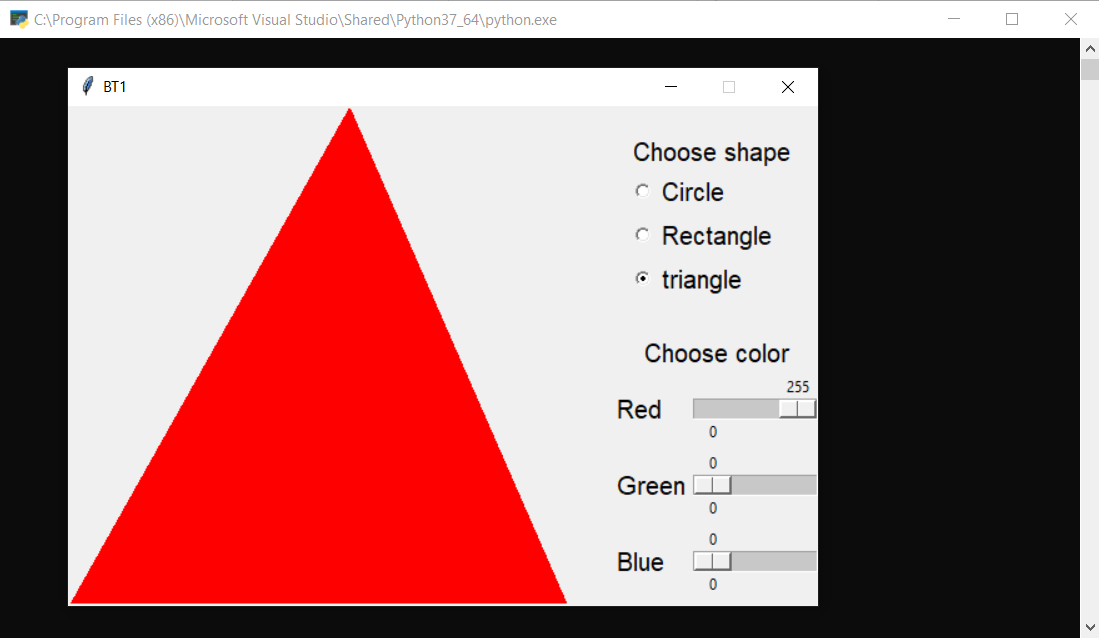 C:\Program Files (x86)\Microsoft Visual Studio\Shared\Python37_64\python.exe
BT1
Choose shape
Circle
Rectangle
triangle
Choose color
255
Red
0
0
Green
0
0
Blue
0